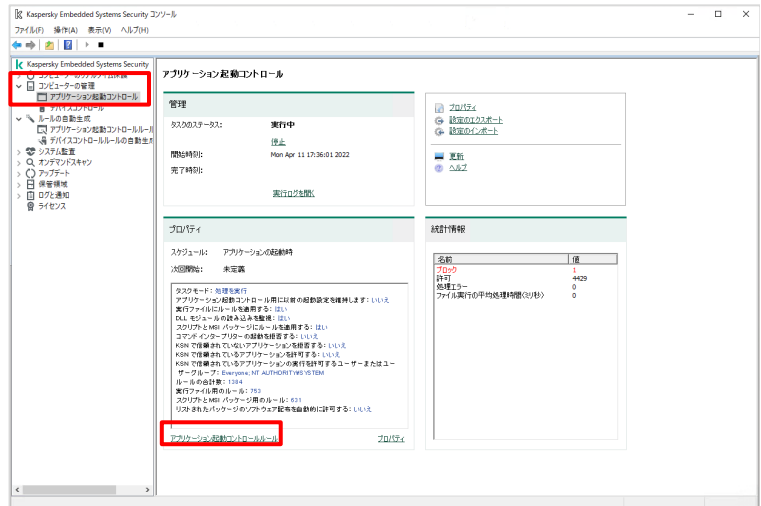 Kaspersky Embedded Systems Security コンソール
ファイル(F) 操作(A) 表示(V) ヘルプ(H)
Kaspersky Embedded Systems Security
コンピューターのリアルタイム保護
コンピューターの管理
アプリケーション起動コントロール
デバイスコントロール
ルールの自動生成
アプリケーション起動コントロールルール
デバイスコントロールルールの自動生成
システム監査
オンデマンドスキャン
アップデート
保管領域
ログと通知
ライセンス
アプリケーション起動コントロール
管理
タスクのステータス: 実行中
停止
開始時刻: Mon Apr 11 17:36:01 2022
完了時刻:
実行ログを開く
プロパティ
設定のエクスポート
設定のインポート
更新
ヘルプ
プロパティ
スケジュール: アプリケーションの起動時
次回開始: 未定義
タスクモード: 処理を実行
アプリケーション起動コントロール用に以前の起動設定を維持します: いいえ
実行ファイルにルールを適用する: はい
DLL モジュールの読み込みを監視: はい
スクリプトと MSI パッケージにルールを適用する: はい
コマンドインタープリターの起動を拒否する: いいえ
KSN で信頼されていないアプリケーションを拒否する: いいえ
KSN で信頼されているアプリケーションを許可する: いいえ
KSN で信頼されているアプリケーションの実行を許可するユーザーまたはユー
ザーグループ: Everyone; NT AUTHORITY¥SYSTEM
ルールの合計数: 1384
実行ファイル用のルール: 753
スクリプトと MSI パッケージ用のルール: 631
リストされたパッケージのソフトウェア配布を自動的に許可する: いいえ
アプリケーション起動コントロールルール プロパティ
統計情報
名前 値
ブロック 1
許可 4429
処理エラー 0
ファイル実行の平均処理時間(ミリ秒) 0